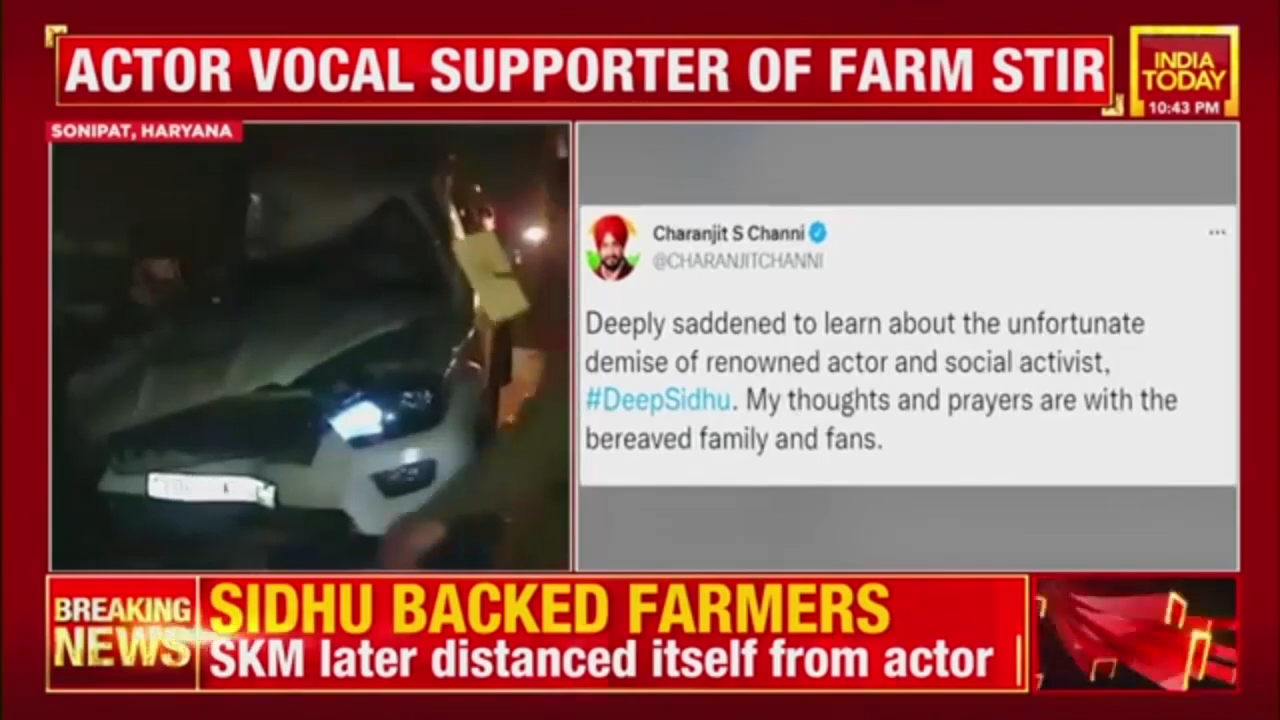 ACTOR VOCAL SUPPORTER OF FARM STIR
INDIA
TODAY
10:43 PM
SONIPAT, HARYANA
Charanjit S Channi
@CHARANJITCHANNI
Deeply saddened to learn about the unfortunate
demise of renowned actor and social activist,
#DeepSidhu. My thoughts and prayers are with the
bereaved family and fans.
BREAKING
NEWS
SIDHU BACKED FARMERS
SKM later distanced itself from actor